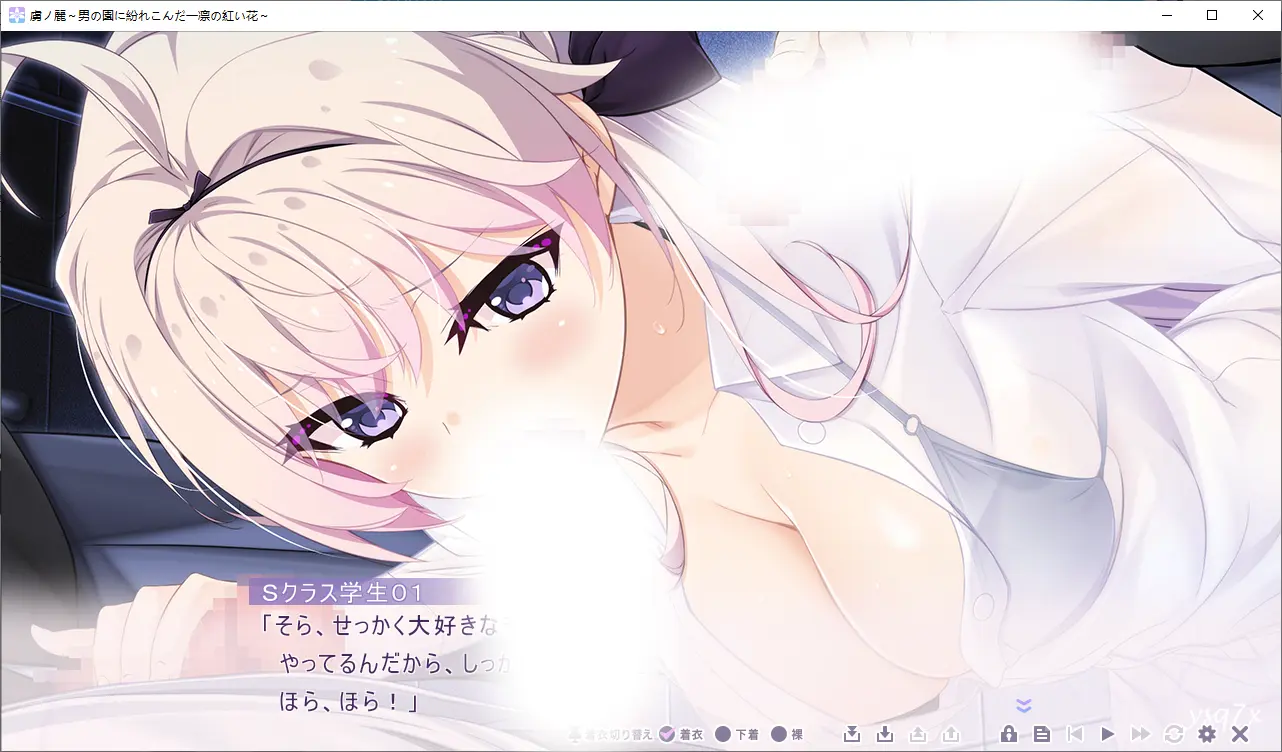 虜ノ麗~男の園に紛れこんだ一凛の紅い花~
Sクラス学生01
「そら、せっかく大好きな
やってるんだから、しっか
ほら、ほら!」
着衣切り替え 着衣 下着 裸
ysq7x